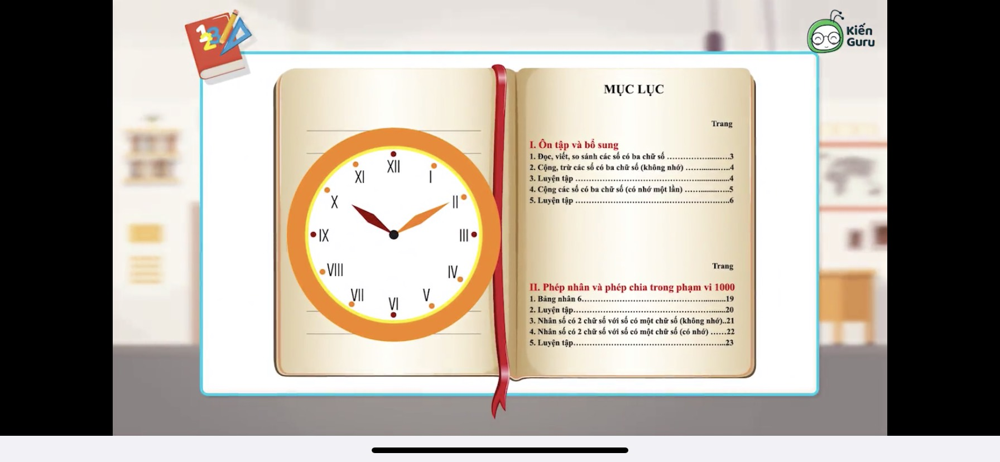 Kiến
Guru
123
XII
XI
I
X
II
IX
III
VIII
IV
VII
V
VI
MỤC LỤC
Trang
I. Ôn tập và bổ sung
1. Đọc, viết, so sánh các số có ba chữ số ........................3
2. Cộng, trừ các số có ba chữ số (không nhớ) .................4
3. Luyện tập ........................................................4
4. Cộng các số có ba chữ số (có nhớ một lần) .................5
5. Luyện tập ........................................................6
Trang
II. Phép nhân và phép chia trong phạm vi 1000
1. Bảng nhân 6......................................................19
2. Luyện tập........................................................20
3. Nhân số có 2 chữ số với số có một chữ số (không nhớ)..21
4. Nhân số có 2 chữ số với số có một chữ số (có nhớ) ......22
5. Luyện tập........................................................23